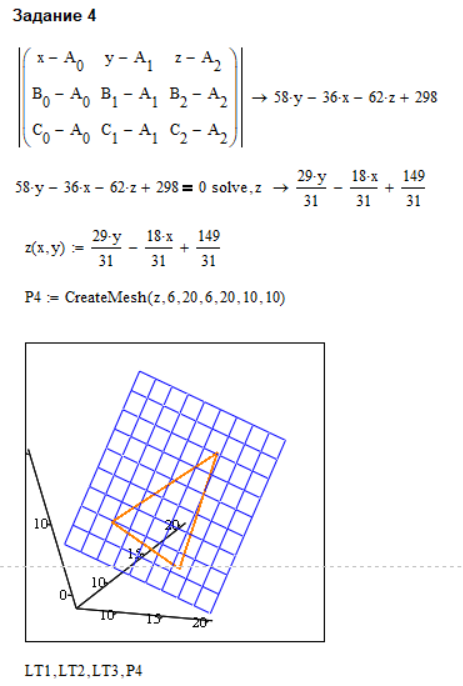 Задание 4
x − A0 y − A1 z − A2
B0 − A0 B1 − A1 B2 − A2 → 58·y − 36·x − 62·z + 298
C0 − A0 C1 − A1 C2 − A2
58·y − 36·x − 62·z + 298 = 0 solve,z → 29·y/31 − 18·x/31 + 149/31
z(x,y) := 29·y/31 − 18·x/31 + 149/31
P4 := CreateMesh(z,6,20,6,20,10,10)
10
20
15
10
0
10
15
20
LT1,LT2,LT3,P4